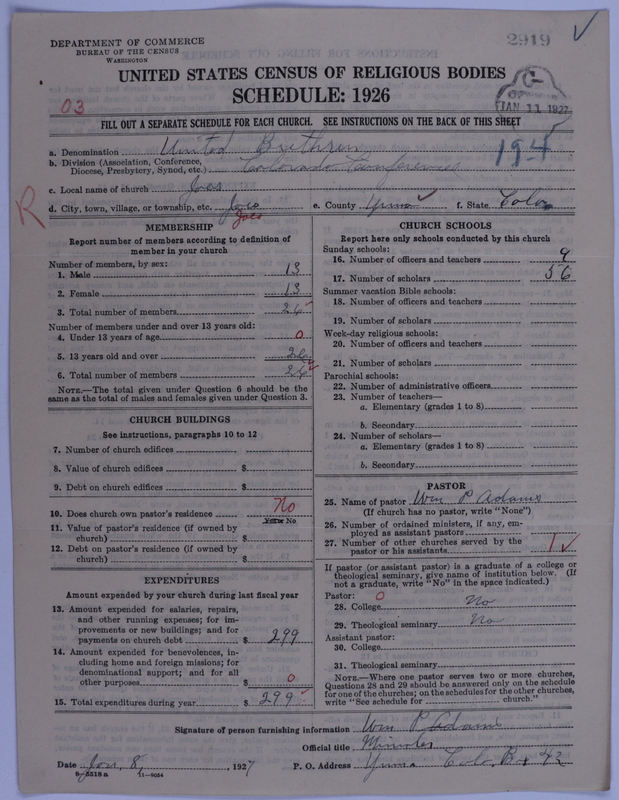 DEPARTMENT OF COMMERCE
BUREAU OF THE CENSUS
WASHINGTON
2919
UNITED STATES CENSUS OF RELIGIOUS BODIES
SCHEDULE: 1926
03
JAN 11 1927
FILL OUT A SEPARATE SCHEDULE FOR EACH CHURCH. SEE INSTRUCTIONS ON THE BACK OF THIS SHEET
a. Denomination United Brethren
194
b. Division (Association, Conference, Diocese, Presbytery, Synod, etc.) Colorado Conference
c. Local name of church Joes
d. City, town, village, or township, etc. Joes e. County Yuma f. State Colo
R
Joes
MEMBERSHIP
Report number of members according to definition of
member in your church
Number of members, by sex:
1. Male 13
2. Female 13
3. Total number of members 26
Number of members under and over 13 years old:
4. Under 13 years of age 0
5. 13 years old and over 26
6. Total number of members 26
NOTE.—The total given under Question 6 should be
same as the total of males and females given under Question 3.
CHURCH BUILDINGS
See instructions, paragraphs 10 to 12
7. Number of church edifices
8. Value of church edifices $
9. Debt on church edifices $
10. Does church own pastor's residence No
Yes or No
11. Value of pastor's residence (if owned by
church) $
12. Debt on pastor's residence (if owned by
church) $
EXPENDITURES
Amount expended by your church during last fiscal year
13. Amount expended for salaries, repairs,
and other running expenses; for im-
provements or new buildings; and for
payments on church debt $ 299
14. Amount expended for benevolences, in-
cluding home and foreign missions; for
denominational support; and for all
other purposes $ 0
15. Total expenditures during year $ 299
CHURCH SCHOOLS
Report here only schools conducted by this church
Sunday schools:
16. Number of officers and teachers 9
17. Number of scholars 56
Summer vacation Bible schools:
18. Number of officers and teachers
19. Number of scholars
Week-day religious schools:
20. Number of officers and teachers
21. Number of scholars
Parochial schools:
22. Number of administrative officers
23. Number of teachers—
a. Elementary (grades 1 to 8)
b. Secondary
24. Number of scholars—
a. Elementary (grades 1 to 8)
b. Secondary
PASTOR
25. Name of pastor Wm P Adams
(If church has no pastor, write "None")
26. Number of ordained ministers, if any, em-
ployed as assistant pastors
27. Number of other churches served by the
pastor or his assistants 1
If pastor (or assistant pastor) is a graduate of a college or
theological seminary, give name of institution below. (If
not a graduate, write "No" in the space indicated.)
Pastor: 0
28. College No
29. Theological seminary No
Assistant pastor:
30. College
31. Theological seminary
NOTE.—Where one pastor serves two or more churches,
Questions 28 and 29 should be answered only on the schedule
for one of the churches; on the schedules for the other churches,
write "See schedule for church."
Signature of person furnishing information Wm P Adams
Official title Minister
Date Jan 8, 1927 P. O. Address Yuma Colo. Box 42
8-5518 a 11-9054